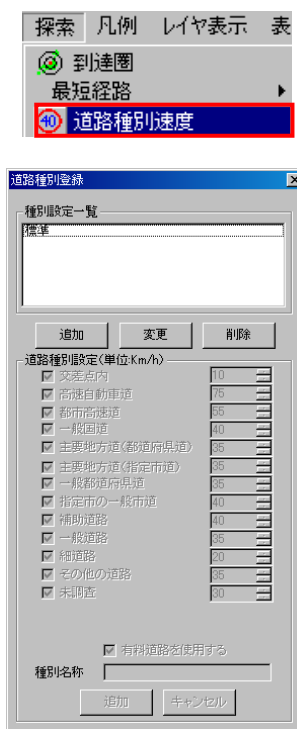 探索 凡例 レイヤ表示 表
到達圏
最短経路
40 道路種別速度
道路種別登録
種別設定一覧
標準
追加 変更 削除
道路種別設定(単位:Km/h)
交差点内 10
高速自動車道 75
都市高速道 55
一般国道 40
主要地方道(都道府県道) 35
主要地方道(指定市道) 35
一般都道府県道 35
指定市の一般市道 40
補助道路 40
一般道路 35
細道路 20
その他の道路 35
未調査 30
有料道路を使用する
種別名称
追加 キャンセル